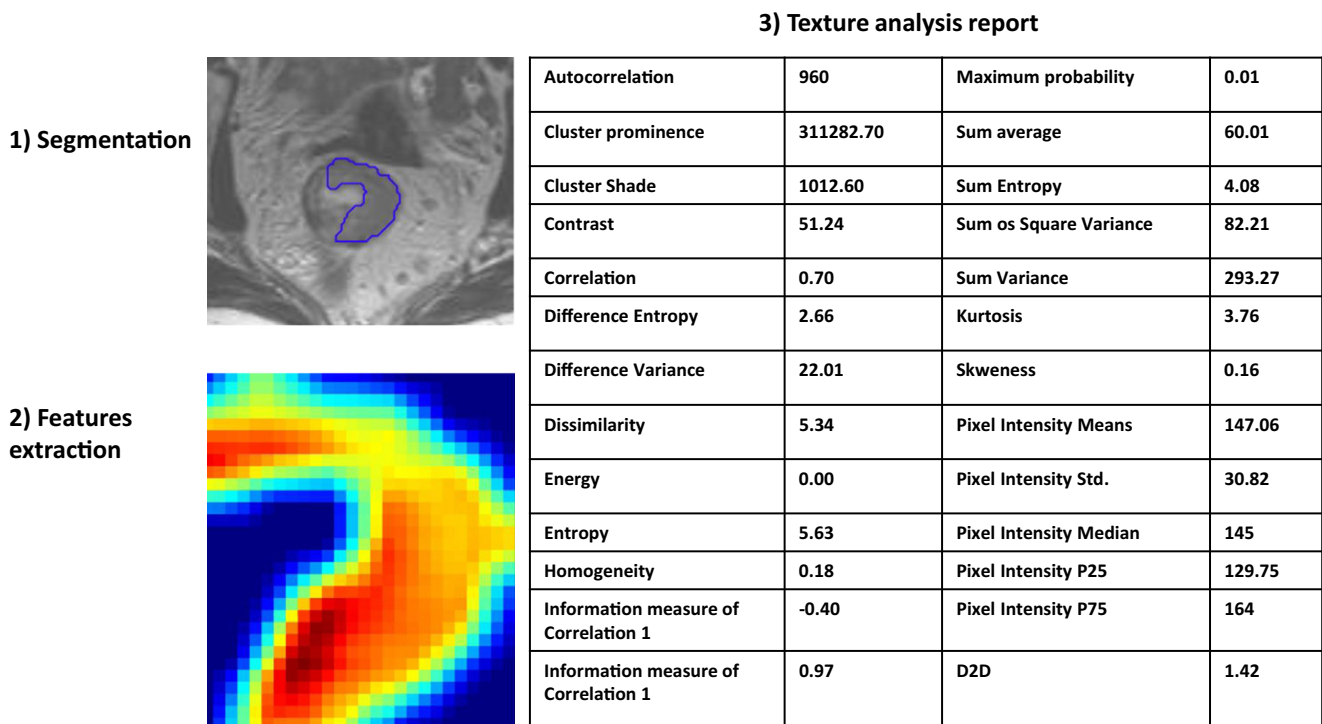 3) Texture analysis report
1) Segmentation
2) Features
extraction
Autocorrelation 960 Maximum probability 0.01
Cluster prominence 311282.70 Sum average 60.01
Cluster Shade 1012.60 Sum Entropy 4.08
Contrast 51.24 Sum os Square Variance 82.21
Correlation 0.70 Sum Variance 293.27
Difference Entropy 2.66 Kurtosis 3.76
Difference Variance 22.01 Skweness 0.16
Dissimilarity 5.34 Pixel Intensity Means 147.06
Energy 0.00 Pixel Intensity Std. 30.82
Entropy 5.63 Pixel Intensity Median 145
Homogeneity 0.18 Pixel Intensity P25 129.75
Information measure of -0.40 Pixel Intensity P75 164
Correlation 1
Information measure of 0.97 D2D 1.42
Correlation 1